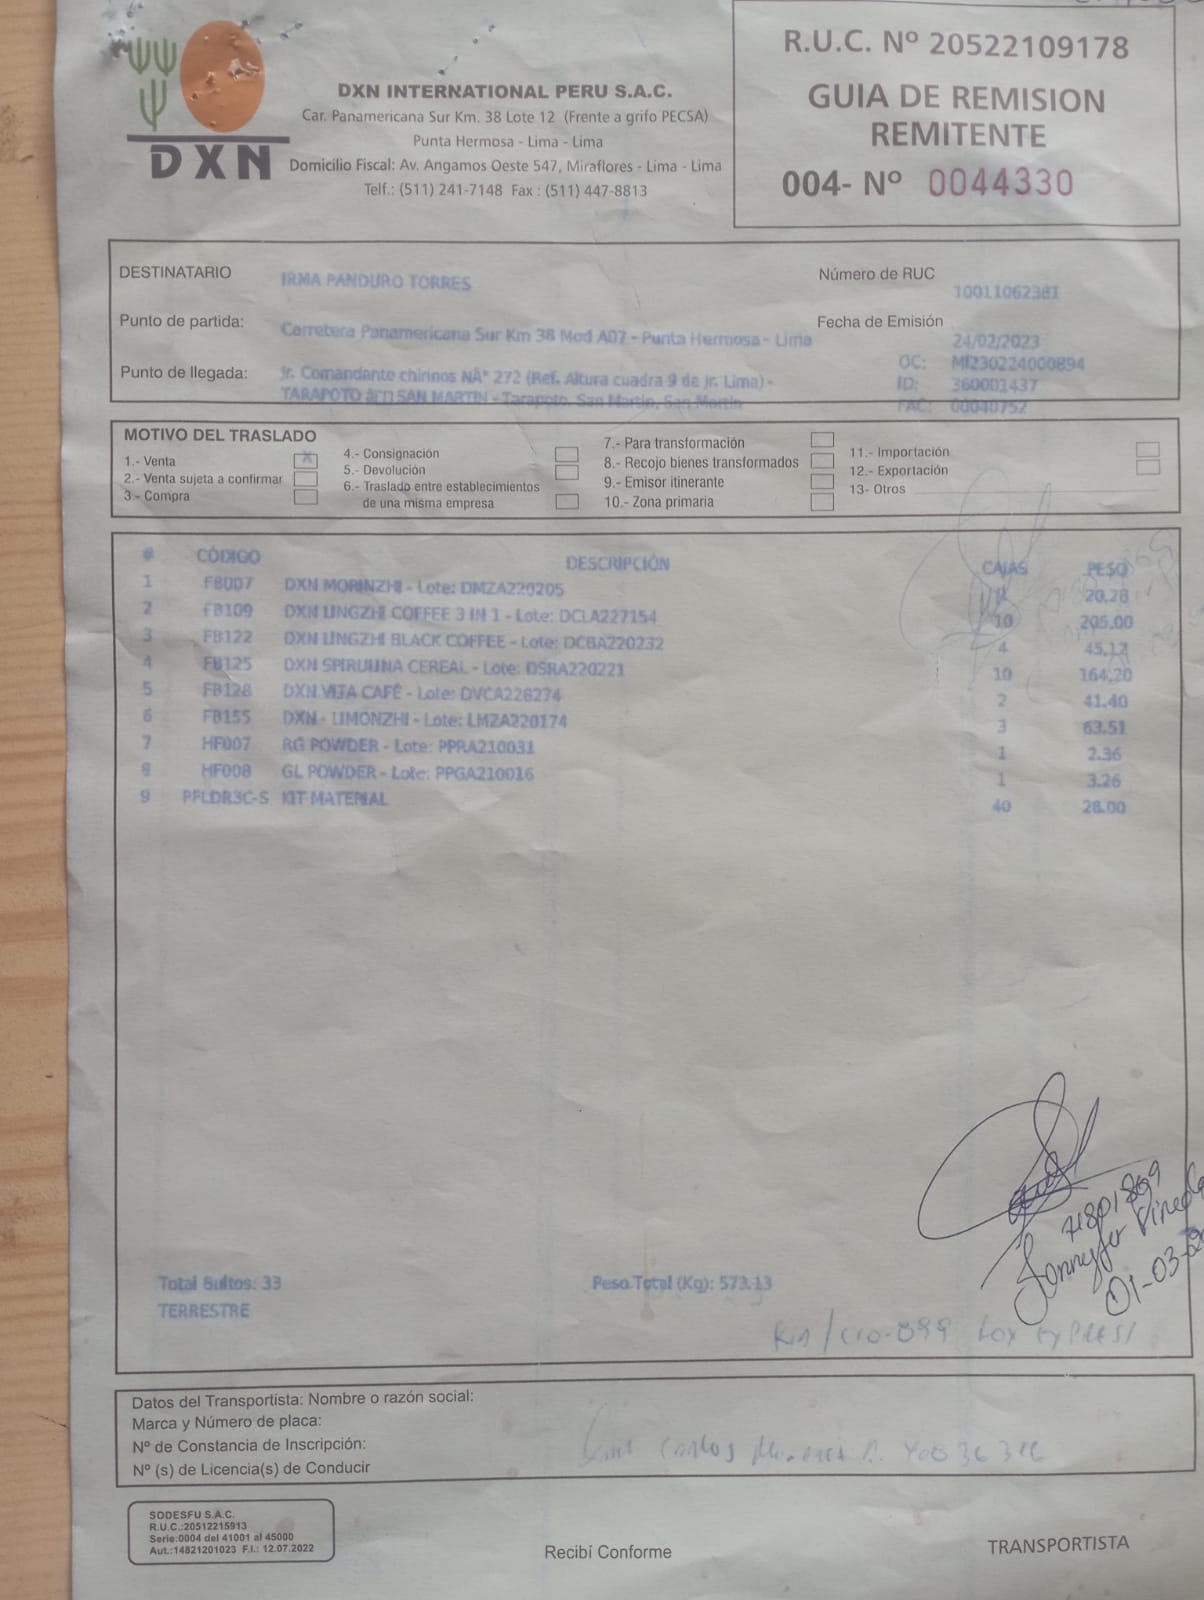 DXN
DXN INTERNATIONAL PERU S.A.C.
Car. Panamericana Sur Km. 38 Lote 12 (Frente a grifo PECSA)
Punta Hermosa - Lima - Lima
Domicilio Fiscal: Av. Angamos Oeste 547, Miraflores - Lima - Lima
Telf.: (511) 241-7148 Fax : (511) 447-8813
R.U.C. Nº 20522109178
GUIA DE REMISION
REMITENTE
004- Nº 0044330
DESTINATARIO IRMA PANDURO TORRES
Número de RUC 10011062381
Punto de partida: Carretera Panamericana Sur Km 38 Mod A07 - Punta Hermosa - Lima
Fecha de Emisión 24/02/2023
Punto de llegada: Jr. Comandante chirinos NÂ° 272 (Ref. Altura cuadra 9 de jr. Lima) -
TARAPOTO SAN MARTIN - Tarapoto, San Martin, San Martin
OC: MI230224000894
ID: 360001437
FAC: 00040752
MOTIVO DEL TRASLADO
1.- Venta X
2.- Venta sujeta a confirmar
3.- Compra
4.- Consignación
5.- Devolución
6.- Traslado entre establecimientos
de una misma empresa
7.- Para transformación
8.- Recojo bienes transformados
9.- Emisor itinerante
10.- Zona primaria
11.- Importación
12.- Exportación
13- Otros
# CÓDIGO DESCRIPCIÓN CAJAS PESO
1 FB007 DXN MORINZHI - Lote: DMZA220205 20.28
2 FB109 DXN LINGZHI COFFEE 3 IN 1 - Lote: DCLA227154 10 205.00
3 FB122 DXN LINGZHI BLACK COFFEE - Lote: DCBA220232 4 45.12
4 FB125 DXN SPIRULINA CEREAL - Lote: DSRA220221 10 164.20
5 FB128 DXN VITA CAFÉ - Lote: DVCA226274 2 41.40
6 FB155 DXN - LIMONZHI - Lote: LMZA220174 3 63.51
7 HF007 RG POWDER - Lote: PPRA210031 1 2.36
8 HF008 GL POWDER - Lote: PPGA210016 1 3.26
9 PFLDR3C-S KIT MATERIAL 40 28.00
71801869
Jennyfer Pineda
01-03-2
Total Bultos: 33
Peso Total (Kg): 573.13
TERRESTRE
Datos del Transportista: Nombre o razón social:
Marca y Número de placa:
Nº de Constancia de Inscripción:
Nº (s) de Licencia(s) de Conducir
Carlos
SODESFU S.A.C.
R.U.C.:20512215913
Serie:0004 del 41001 al 45000
Aut.:14821201023 F.I.: 12.07.2022
Recibí Conforme
TRANSPORTISTA